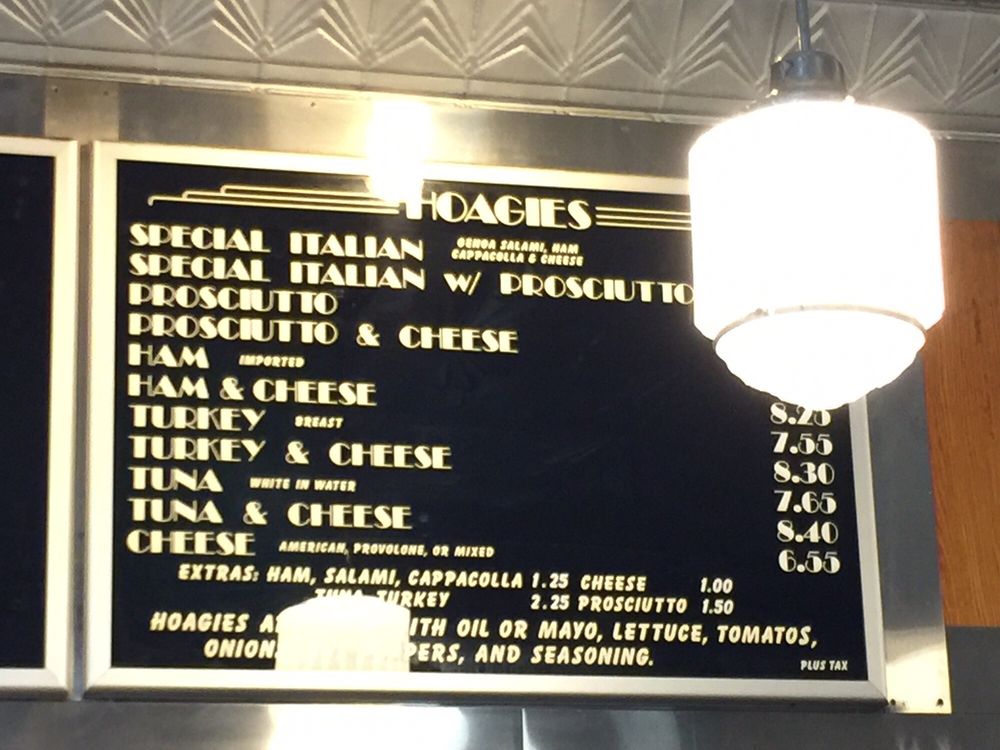 HOAGIES
SPECIAL ITALIAN GENOA SALAMI, HAM
CAPPACOLLA & CHEESE
SPECIAL ITALIAN W/ PROSCIUTTO
PROSCIUTTO
PROSCIUTTO & CHEESE
HAM IMPORTED
HAM & CHEESE 8.25
TURKEY BREAST 7.55
TURKEY & CHEESE 8.30
TUNA WHITE IN WATER 7.65
TUNA & CHEESE 8.40
CHEESE AMERICAN, PROVOLONE, OR MIXED 6.55
EXTRAS: HAM, SALAMI, CAPPACOLLA 1.25 CHEESE 1.00
TUNA, TURKEY 2.25 PROSCIUTTO 1.50
HOAGIES OIL OR MAYO, LETTUCE, TOMATOS,
AND SEASONING.
PLUS TAX